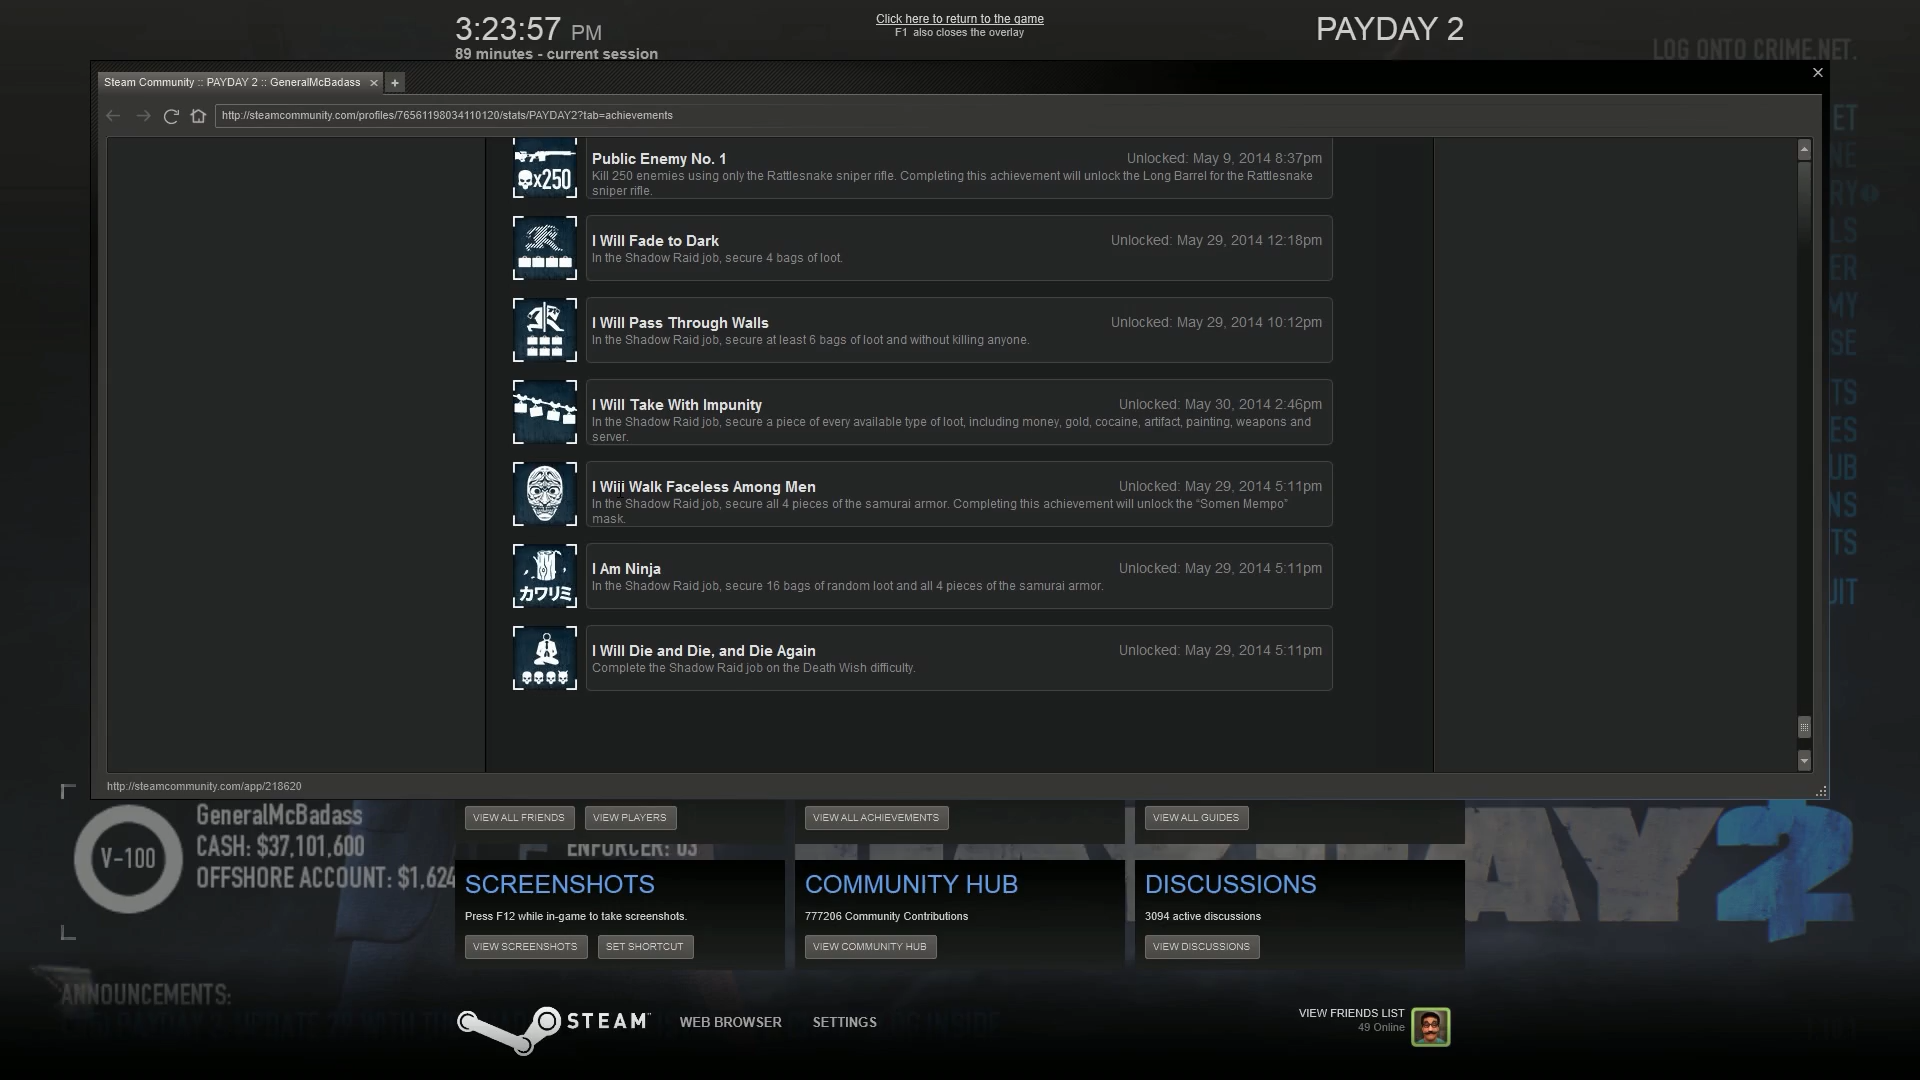 3:23:57 PM
89 minutes - current session
Click here to return to the game
F1 also closes the overlay
PAYDAY 2
LOG ONTO CRIME.NET.
Steam Community :: PAYDAY 2 :: GeneralMcBadass
http://steamcommunity.com/profiles/76561198034110120/stats/PAYDAY2?tab=achievements
x250
Public Enemy No. 1
Unlocked: May 9, 2014 8:37pm
Kill 250 enemies using only the Rattlesnake sniper rifle. Completing this achievement will unlock the Long Barrel for the Rattlesnake
sniper rifle.
I Will Fade to Dark
Unlocked: May 29, 2014 12:18pm
In the Shadow Raid job, secure 4 bags of loot.
I Will Pass Through Walls
Unlocked: May 29, 2014 10:12pm
In the Shadow Raid job, secure at least 6 bags of loot and without killing anyone.
I Will Take With Impunity
Unlocked: May 30, 2014 2:46pm
In the Shadow Raid job, secure a piece of every available type of loot, including money, gold, cocaine, artifact, painting, weapons and
server.
I Will Walk Faceless Among Men
Unlocked: May 29, 2014 5:11pm
In the Shadow Raid job, secure all 4 pieces of the samurai armor. Completing this achievement will unlock the “Somen Mempo”
mask.
カワリミ
I Am Ninja
Unlocked: May 29, 2014 5:11pm
In the Shadow Raid job, secure 16 bags of random loot and all 4 pieces of the samurai armor.
I Will Die and Die, and Die Again
Unlocked: May 29, 2014 5:11pm
Complete the Shadow Raid job on the Death Wish difficulty.
http://steamcommunity.com/app/218620
V-100
GeneralMcBadass
CASH: $37,101,600
OFFSHORE ACCOUNT: $1,624
VIEW ALL FRIENDS
VIEW PLAYERS
VIEW ALL ACHIEVEMENTS
VIEW ALL GUIDES
ENFORCER: 03
SCREENSHOTS
Press F12 while in-game to take screenshots.
VIEW SCREENSHOTS
SET SHORTCUT
COMMUNITY HUB
777206 Community Contributions
VIEW COMMUNITY HUB
DISCUSSIONS
3094 active discussions
VIEW DISCUSSIONS
AY 2
ANNOUNCEMENTS:
STEAM
WEB BROWSER
SETTINGS
VIEW FRIENDS LIST
49 Online